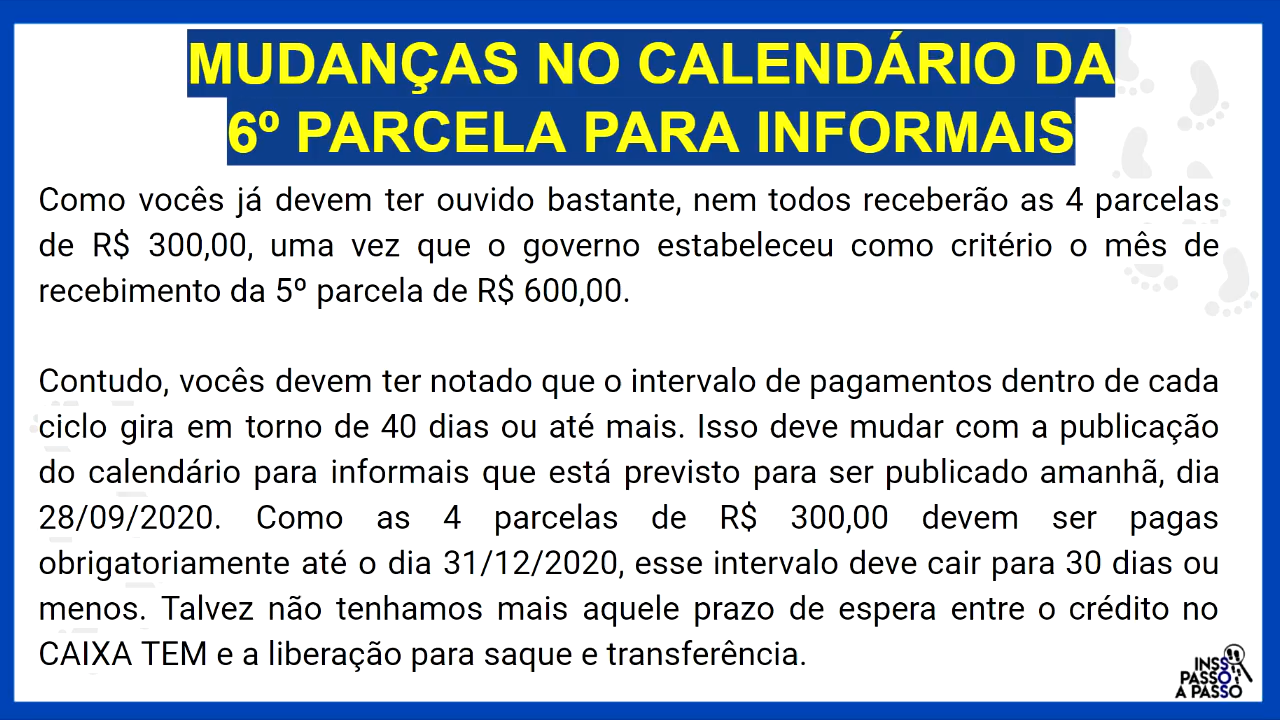 MUDANÇAS NO CALENDÁRIO DA
6º PARCELA PARA INFORMAIS
Como vocês já devem ter ouvido bastante, nem todos receberão as 4 parcelas
de R$ 300,00, uma vez que o governo estabeleceu como critério o mês de
recebimento da 5º parcela de R$ 600,00.
Contudo, vocês devem ter notado que o intervalo de pagamentos dentro de cada
ciclo gira em torno de 40 dias ou até mais. Isso deve mudar com a publicação
do calendário para informais que está previsto para ser publicado amanhã, dia
28/09/2020. Como as 4 parcelas de R$ 300,00 devem ser pagas
obrigatoriamente até o dia 31/12/2020, esse intervalo deve cair para 30 dias ou
menos. Talvez não tenhamos mais aquele prazo de espera entre o crédito no
CAIXA TEM e a liberação para saque e transferência.
INSS
PASSO
A PASSO